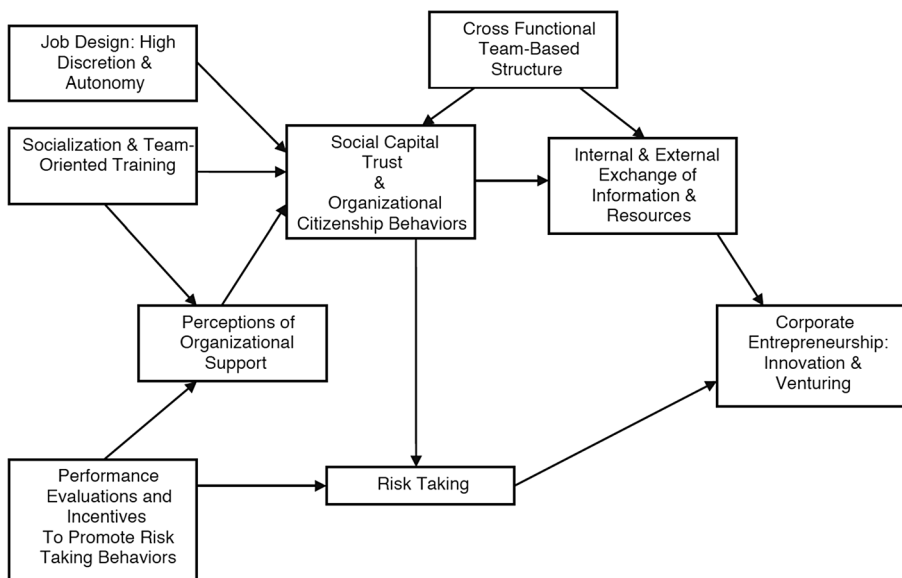 Job Design: High
Discretion &
Autonomy
Cross Functional
Team-Based
Structure
Socialization & Team-
Oriented Training
Social Capital
Trust
&
Organizational
Citizenship Behaviors
Internal & External
Exchange of
Information &
Resources
Perceptions of
Organizational
Support
Corporate
Entrepreneurship:
Innovation &
Venturing
Performance
Evaluations and
Incentives
To Promote Risk
Taking Behaviors
Risk Taking